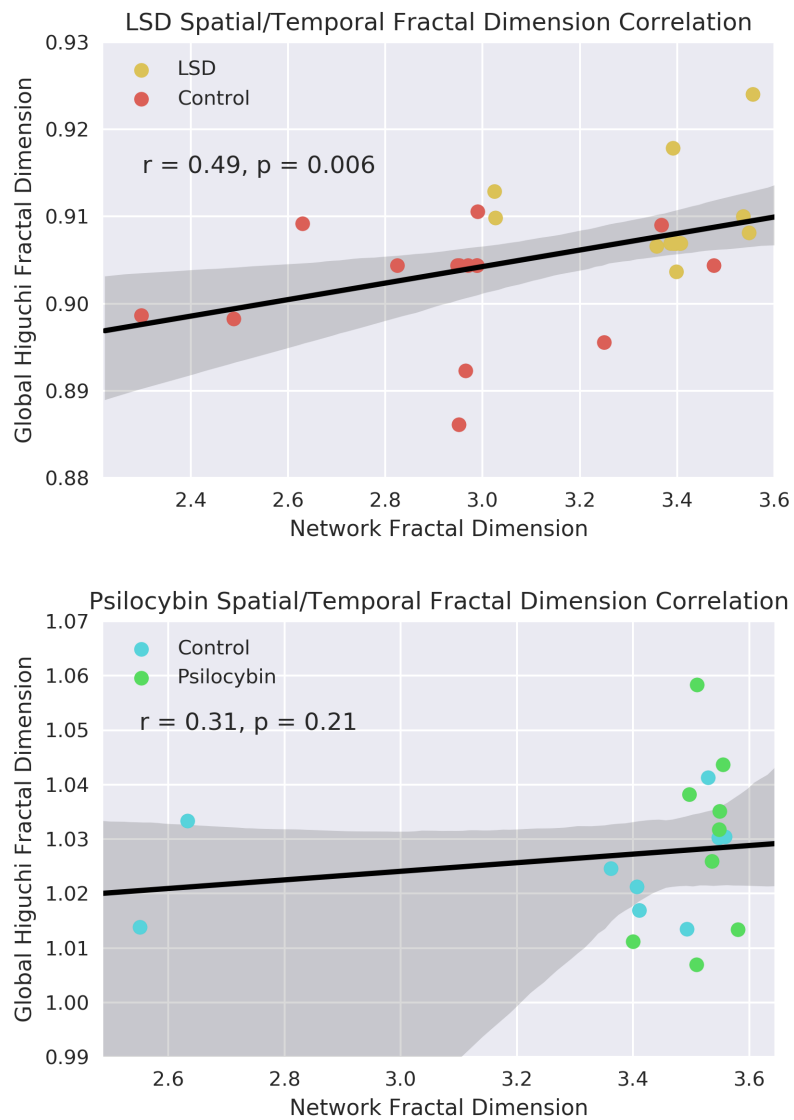 LSD Spatial/Temporal Fractal Dimension Correlation
0.93
0.92
0.91
0.90
0.89
0.88
Global Higuchi Fractal Dimension
LSD
Control
r = 0.49, p = 0.006
2.4 2.6 2.8 3.0 3.2 3.4 3.6
Network Fractal Dimension
Psilocybin Spatial/Temporal Fractal Dimension Correlation
1.07
1.06
1.05
1.04
1.03
1.02
1.01
1.00
0.99
Global Higuchi Fractal Dimension
Control
Psilocybin
r = 0.31, p = 0.21
2.6 2.8 3.0 3.2 3.4 3.6
Network Fractal Dimension